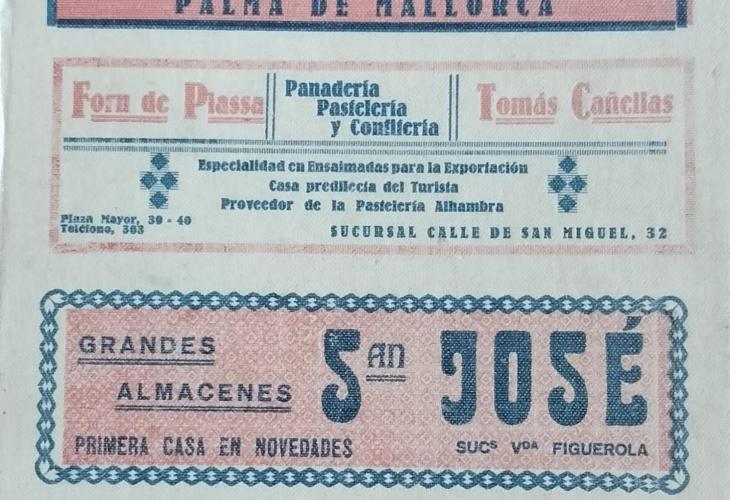 PALMA DE MALLORCA
Forn de Plassa
Panadería
Pastelería
y Confitería
Tomás Cañellas
Especialidad en Ensaimadas para la Exportación
Casa predilecta del Turista
Proveedor de la Pastelería Alhambra
Plaza Mayor, 39 - 40
Teléfono, 363
SUCURSAL CALLE DE SAN MIGUEL, 32
GRANDES
ALMACENES
San JOSÉ
PRIMERA CASA EN NOVEDADES
SUCS VDA FIGUEROLA